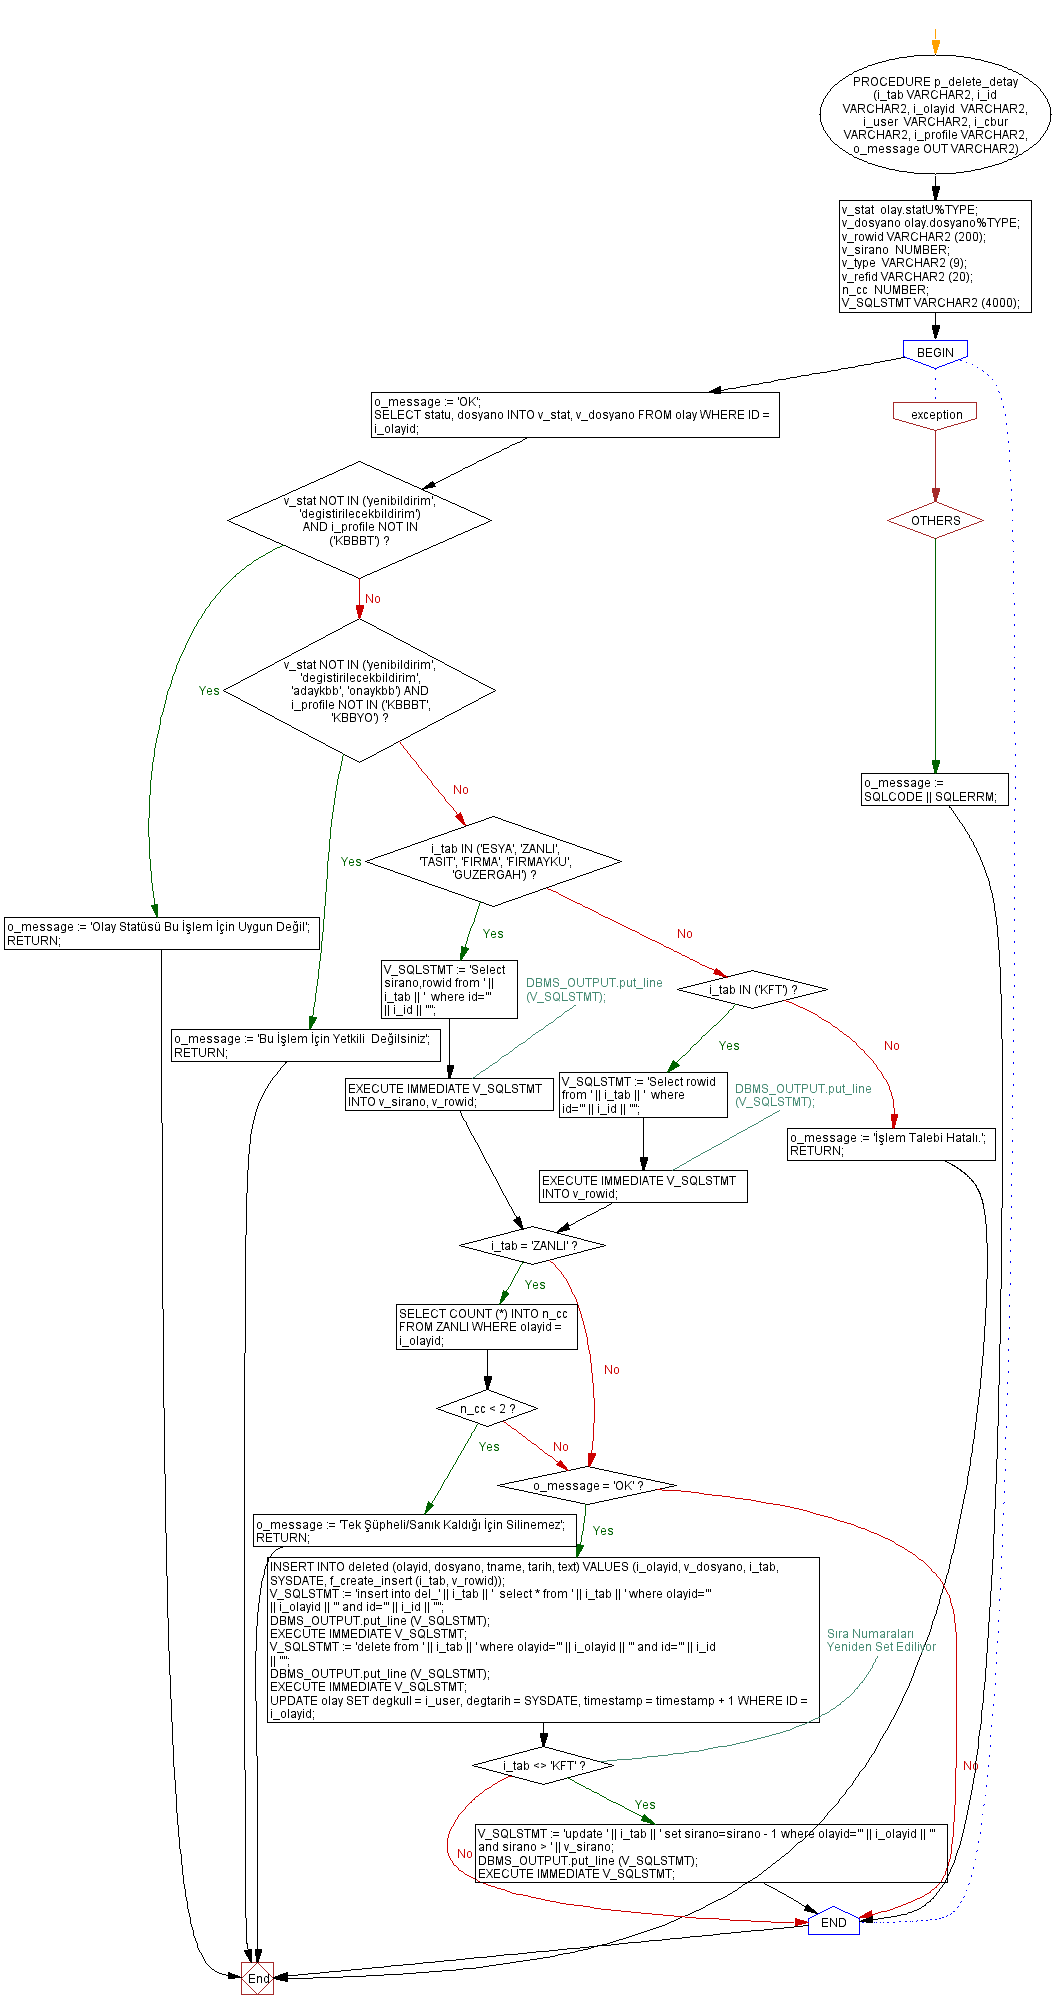 PROCEDURE p_delete_detay
(i_tab VARCHAR2, i_id
VARCHAR2, i_olayid  VARCHAR2,
i_user  VARCHAR2, i_cbur
VARCHAR2, i_profile VARCHAR2,
o_message OUT VARCHAR2)
v_stat  olay.statU%TYPE;
v_dosyano olay.dosyano%TYPE;
v_rowid VARCHAR2 (200);
v_sirano  NUMBER;
v_type  VARCHAR2 (9);
v_refid VARCHAR2 (20);
n_cc  NUMBER;
V_SQLSTMT VARCHAR2 (4000);
BEGIN
o_message := 'OK';
SELECT statu, dosyano INTO v_stat, v_dosyano FROM olay WHERE ID =
i_olayid;
exception
v_stat NOT IN ('yenibildirim',
'degistirilecekbildirim')
AND i_profile NOT IN
('KBBBT') ?
OTHERS
No
v_stat NOT IN ('yenibildirim',
'degistirilecekbildirim',
'adaykbb', 'onaykbb') AND
i_profile NOT IN ('KBBBT',
'KBBYO') ?
Yes
No
o_message :=
SQLCODE || SQLERRM;
i_tab IN ('ESYA', 'ZANLI',
'TASIT', 'FIRMA', 'FIRMAYKU',
'GUZERGAH') ?
Yes
o_message := 'Olay Statüsü Bu İşlem İçin Uygun Değil';
RETURN;
Yes
No
V_SQLSTMT := 'Select
sirano,rowid from ' ||
i_tab || '  where id='''
|| i_id || '''';
DBMS_OUTPUT.put_line
(V_SQLSTMT);
i_tab IN ('KFT') ?
o_message := 'Bu İşlem İçin Yetkili  Değilsiniz';
RETURN;
Yes
No
EXECUTE IMMEDIATE V_SQLSTMT
INTO v_sirano, v_rowid;
V_SQLSTMT := 'Select rowid
from ' || i_tab || '  where
id=''' || i_id || '''';
DBMS_OUTPUT.put_line
(V_SQLSTMT);
o_message := 'İşlem Talebi Hatalı.';
RETURN;
EXECUTE IMMEDIATE V_SQLSTMT
INTO v_rowid;
i_tab = 'ZANLI' ?
Yes
SELECT COUNT (*) INTO n_cc
FROM ZANLI WHERE olayid =
i_olayid;
No
n_cc < 2 ?
Yes
No
o_message = 'OK' ?
o_message := 'Tek Şüpheli/Sanık Kaldığı İçin Silinemez';
RETURN;
Yes
INSERT INTO deleted (olayid, dosyano, tname, tarih, text) VALUES (i_olayid, v_dosyano, i_tab,
SYSDATE, f_create_insert (i_tab, v_rowid));
V_SQLSTMT := 'insert into del_' || i_tab || '  select * from ' || i_tab || ' where olayid='''
|| i_olayid || ''' and id=''' || i_id || '''';
DBMS_OUTPUT.put_line (V_SQLSTMT);
EXECUTE IMMEDIATE V_SQLSTMT;
V_SQLSTMT := 'delete from ' || i_tab || ' where olayid=''' || i_olayid || ''' and id=''' || i_id
|| '''';
DBMS_OUTPUT.put_line (V_SQLSTMT);
EXECUTE IMMEDIATE V_SQLSTMT;
UPDATE olay SET degkull = i_user, degtarih = SYSDATE, timestamp = timestamp + 1 WHERE ID =
i_olayid;
Sıra Numaraları
Yeniden Set Ediliyor
i_tab <> 'KFT' ?
No
Yes
V_SQLSTMT := 'update ' || i_tab || ' set sirano=sirano - 1 where olayid=''' || i_olayid || '''
and sirano > ' || v_sirano;
DBMS_OUTPUT.put_line (V_SQLSTMT);
EXECUTE IMMEDIATE V_SQLSTMT;
No
END
End